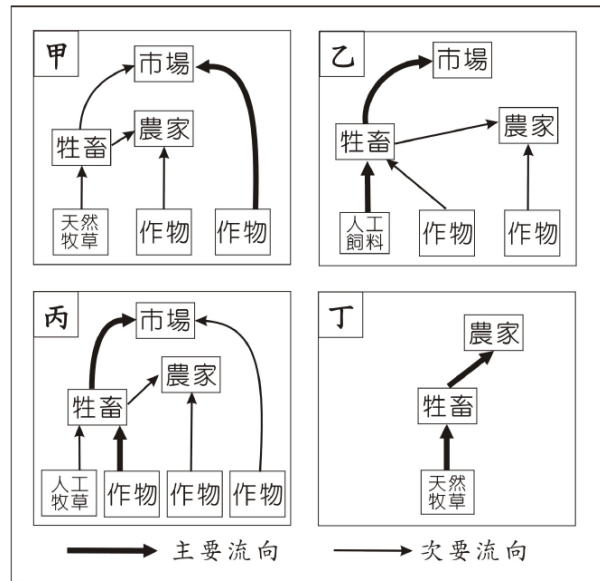 甲
市場
牲畜
農家
天然
牧草
作物
作物
乙
市場
牲畜
農家
人工
飼料
作物
作物
丙
市場
牲畜
農家
人工
牧草
作物
作物
作物
丁
農家
牲畜
天然
牧草
主要流向
次要流向